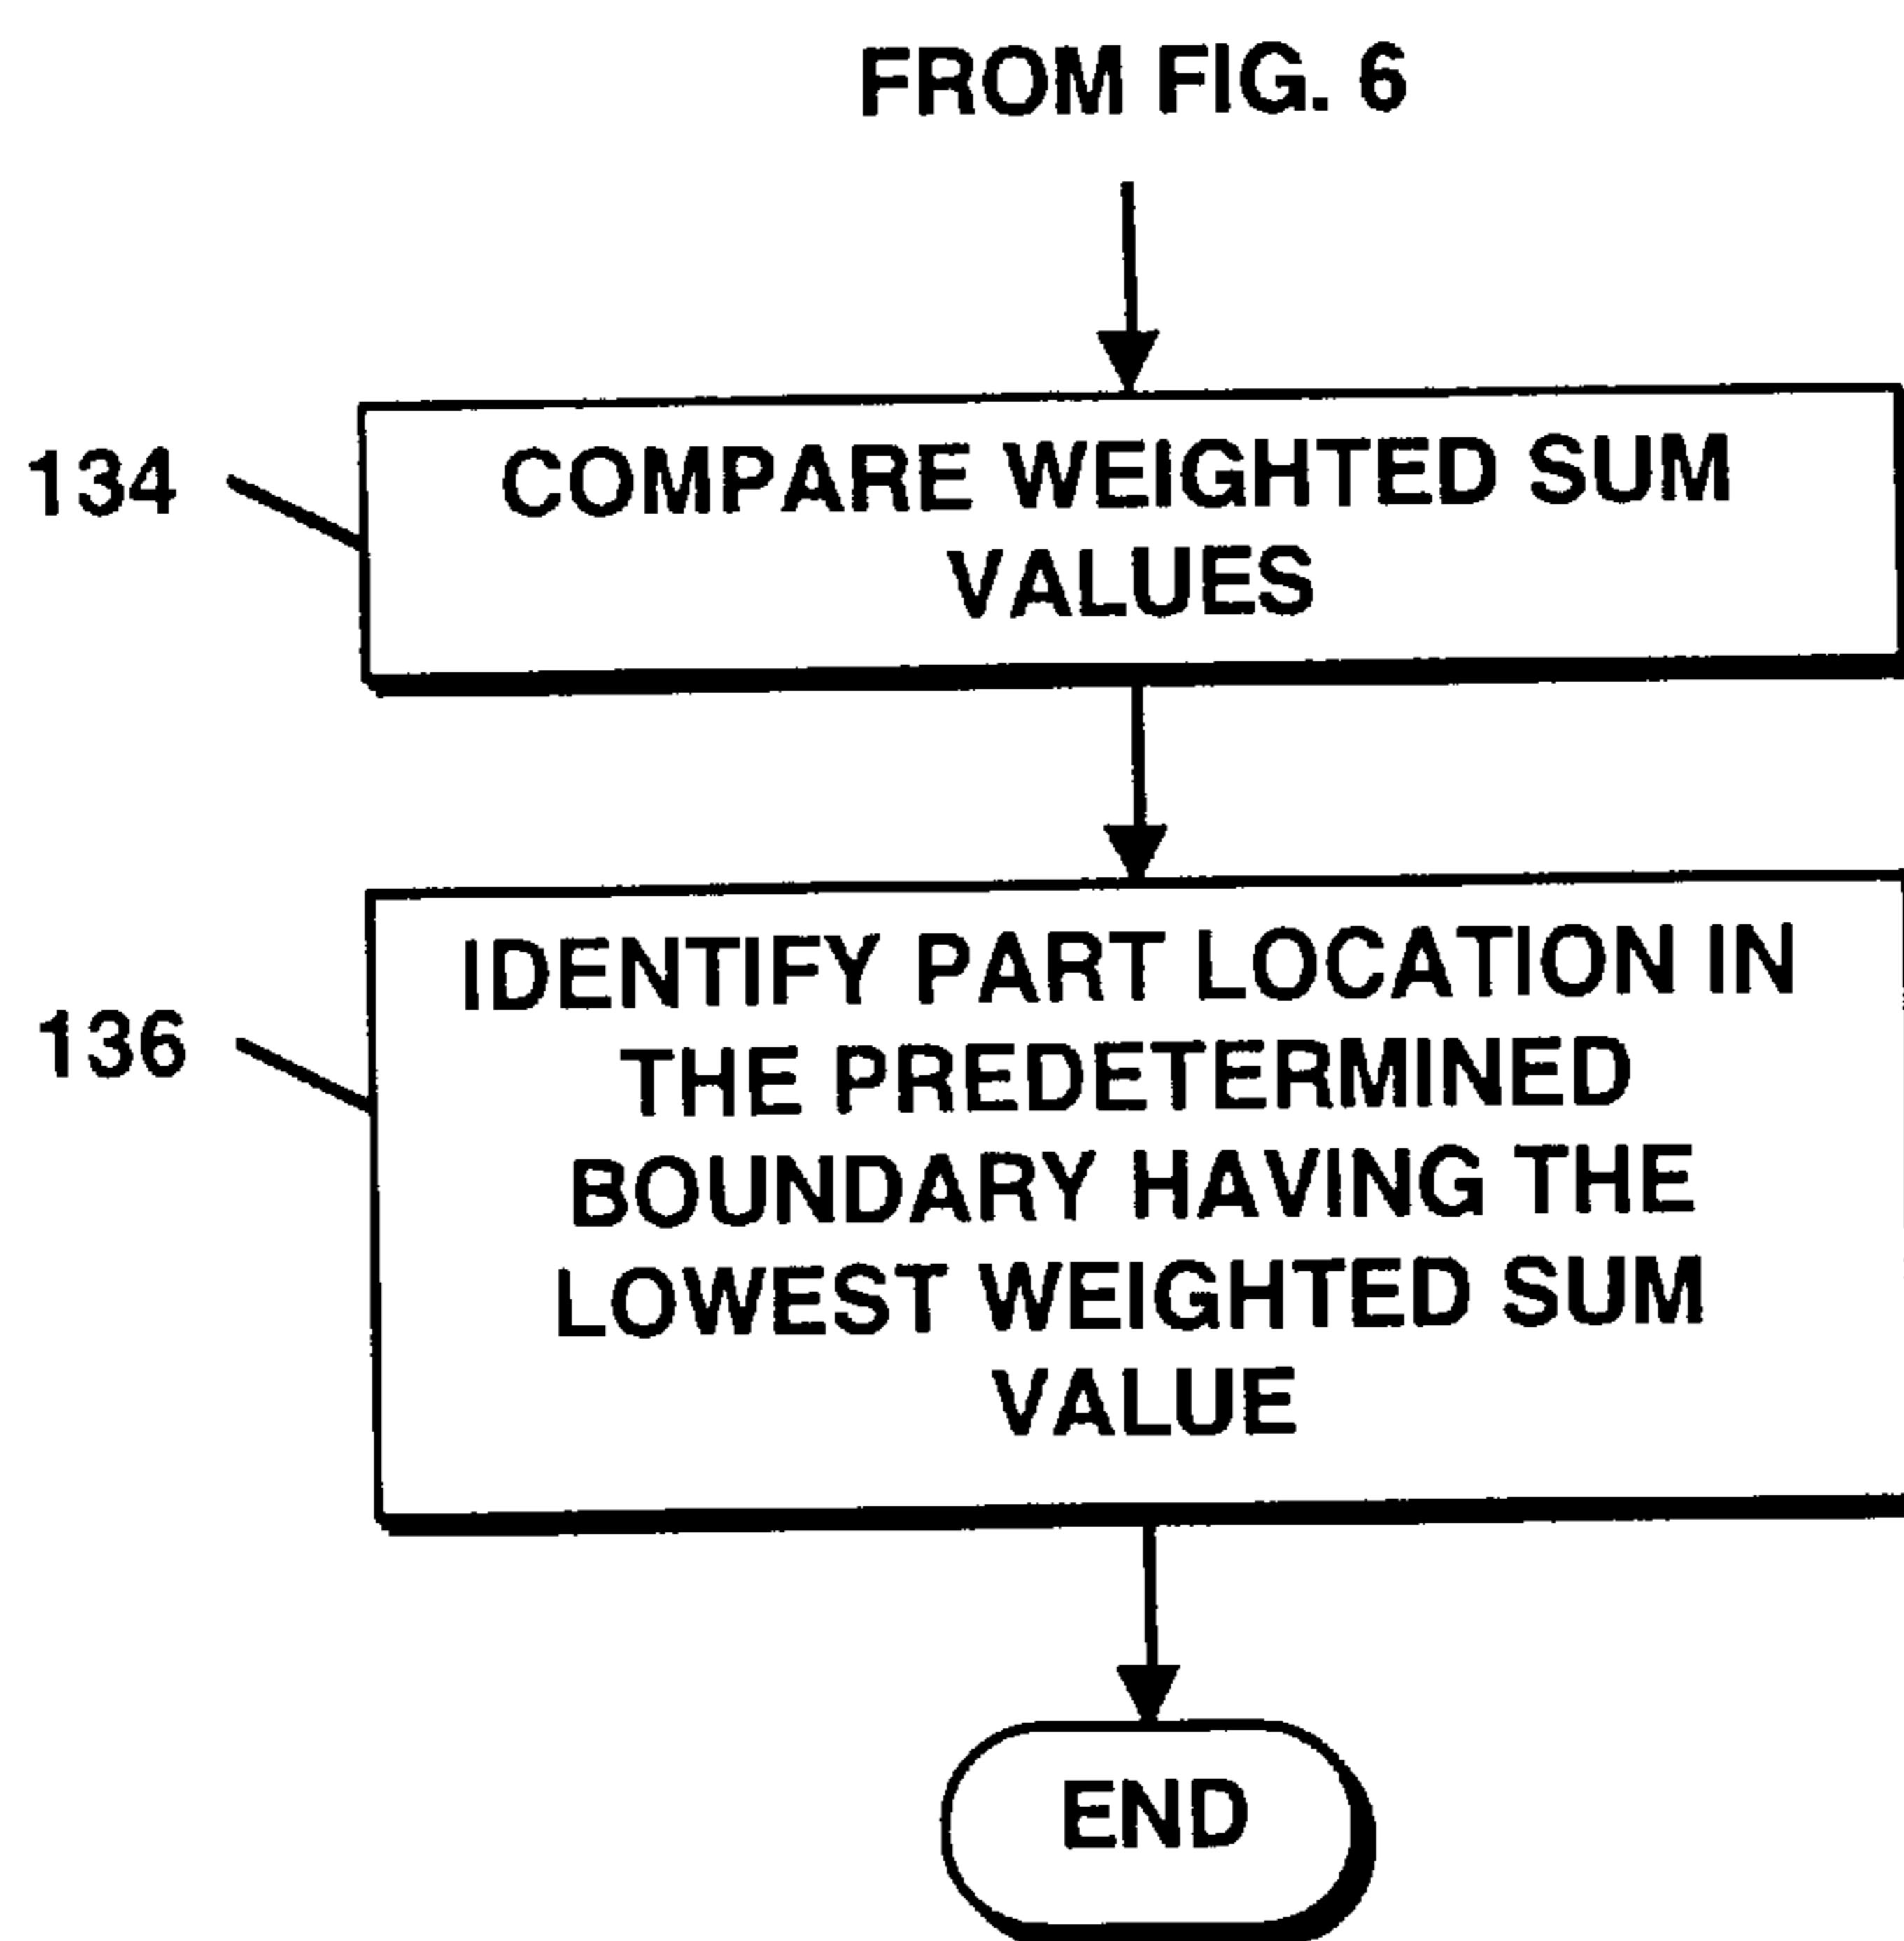 FROM FIG. 6
134
COMPARE WEIGHTED SUM
VALUES
136
IDENTIFY PART LOCATION IN
THE PREDETERMINED
BOUNDARY HAVING THE
LOWEST WEIGHTED SUM
VALUE
END